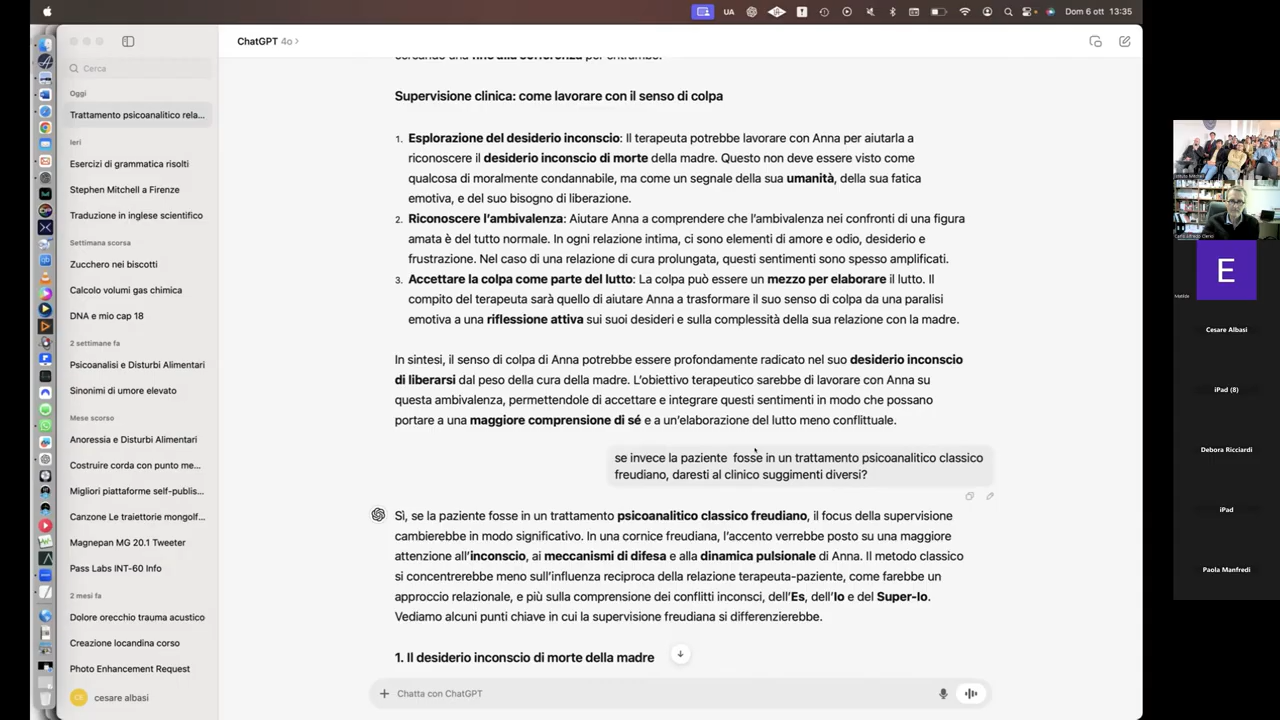 UA
Dom 6 ott 13:35
ChatGPT 4o >
Cerca
Oggi
Trattamento psicoanalitico rela...
Ieri
Esercizi di grammatica risolti
Stephen Mitchell a Firenze
Traduzione in inglese scientifico
Settimana scorsa
Zucchero nei biscotti
Calcolo volumi gas chimica
DNA e mio cap 18
2 settimane fa
Psicoanalisi e Disturbi Alimentari
Sinonimi di umore elevato
Mese scorso
Anoressia e Disturbi Alimentari
Costruire corda con punto me...
Migliori piattaforme self-publis...
Canzone Le traiettorie mongolf...
Magnepan MG 20.1 Tweeter
Pass Labs INT-60 Info
2 mesi fa
Dolore orecchio trauma acustico
Creazione locandina corso
Photo Enhancement Request
cesare albasi
Supervisione clinica: come lavorare con il senso di colpa
1. Esplorazione del desiderio inconscio: Il terapeuta potrebbe lavorare con Anna per aiutarla a
riconoscere il desiderio inconscio di morte della madre. Questo non deve essere visto come
qualcosa di moralmente condannabile, ma come un segnale della sua umanità, della sua fatica
emotiva, e del suo bisogno di liberazione.
2. Riconoscere l'ambivalenza: Aiutare Anna a comprendere che l'ambivalenza nei confronti di una figura
amata è del tutto normale. In ogni relazione intima, ci sono elementi di amore e odio, desiderio e
frustrazione. Nel caso di una relazione di cura prolungata, questi sentimenti sono spesso amplificati.
3. Accettare la colpa come parte del lutto: La colpa può essere un mezzo per elaborare il lutto. Il
compito del terapeuta sarà quello di aiutare Anna a trasformare il suo senso di colpa da una paralisi
emotiva a una riflessione attiva sui suoi desideri e sulla complessità della sua relazione con la madre.
In sintesi, il senso di colpa di Anna potrebbe essere profondamente radicato nel suo desiderio inconscio
di liberarsi dal peso della cura della madre. L'obiettivo terapeutico sarebbe di lavorare con Anna su
questa ambivalenza, permettendole di accettare e integrare questi sentimenti in modo che possano
portare a una maggiore comprensione di sé e a un'elaborazione del lutto meno conflittuale.
se invece la paziente fosse in un trattamento psicoanalitico classico
freudiano, daresti al clinico suggimenti diversi?
Sì, se la paziente fosse in un trattamento psicoanalitico classico freudiano, il focus della supervisione
cambierebbe in modo significativo. In una cornice freudiana, l'accento verrebbe posto su una maggiore
attenzione all'inconscio, ai meccanismi di difesa e alla dinamica pulsionale di Anna. Il metodo classico
si concentrerebbe meno sull'influenza reciproca della relazione terapeuta-paziente, come farebbe un
approccio relazionale, e più sulla comprensione dei conflitti inconsci, dell'Es, dell'Io e del Super-Io.
Vediamo alcuni punti chiave in cui la supervisione freudiana si differenzierebbe.
1. Il desiderio inconscio di morte della madre
Chatta con ChatGPT
E
Matilde
Cesare Albasi
iPad (8)
Debora Ricciardi
iPad
Paola Manfredi